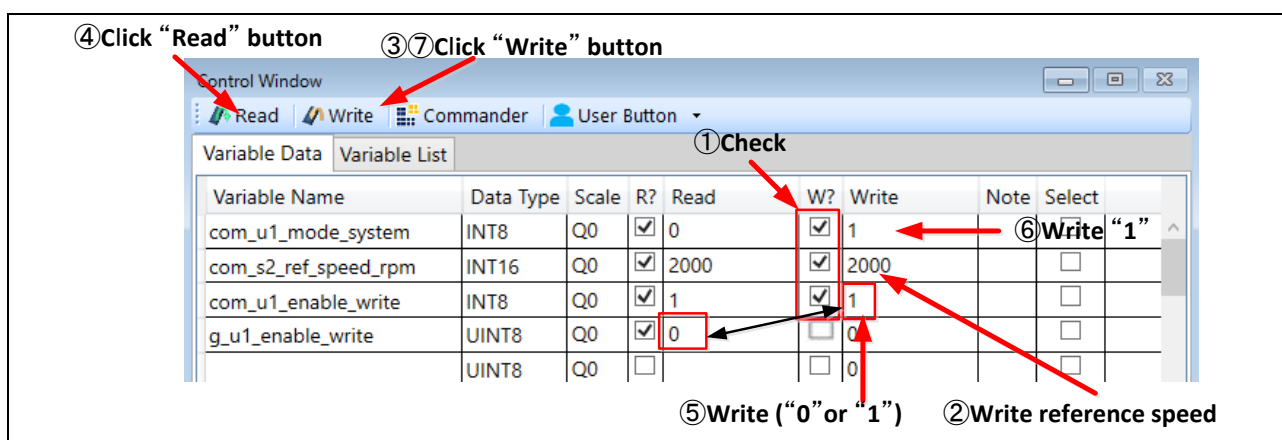 ④Click “Read” button
③⑦Click “Write” button
Control Window
Read Write Commander User Button
①Check
Variable Data Variable List
Variable Name Data Type Scale R? Read W? Write Note Select
com_u1_mode_system INT8 Q0 0 1 ⑥Write “1”
com_s2_ref_speed_rpm INT16 Q0 2000 2000
com_u1_enable_write INT8 Q0 1 1
g_u1_enable_write UINT8 Q0 0 0
UINT8 Q0 0
⑤Write (“0”or “1”) ②Write reference speed